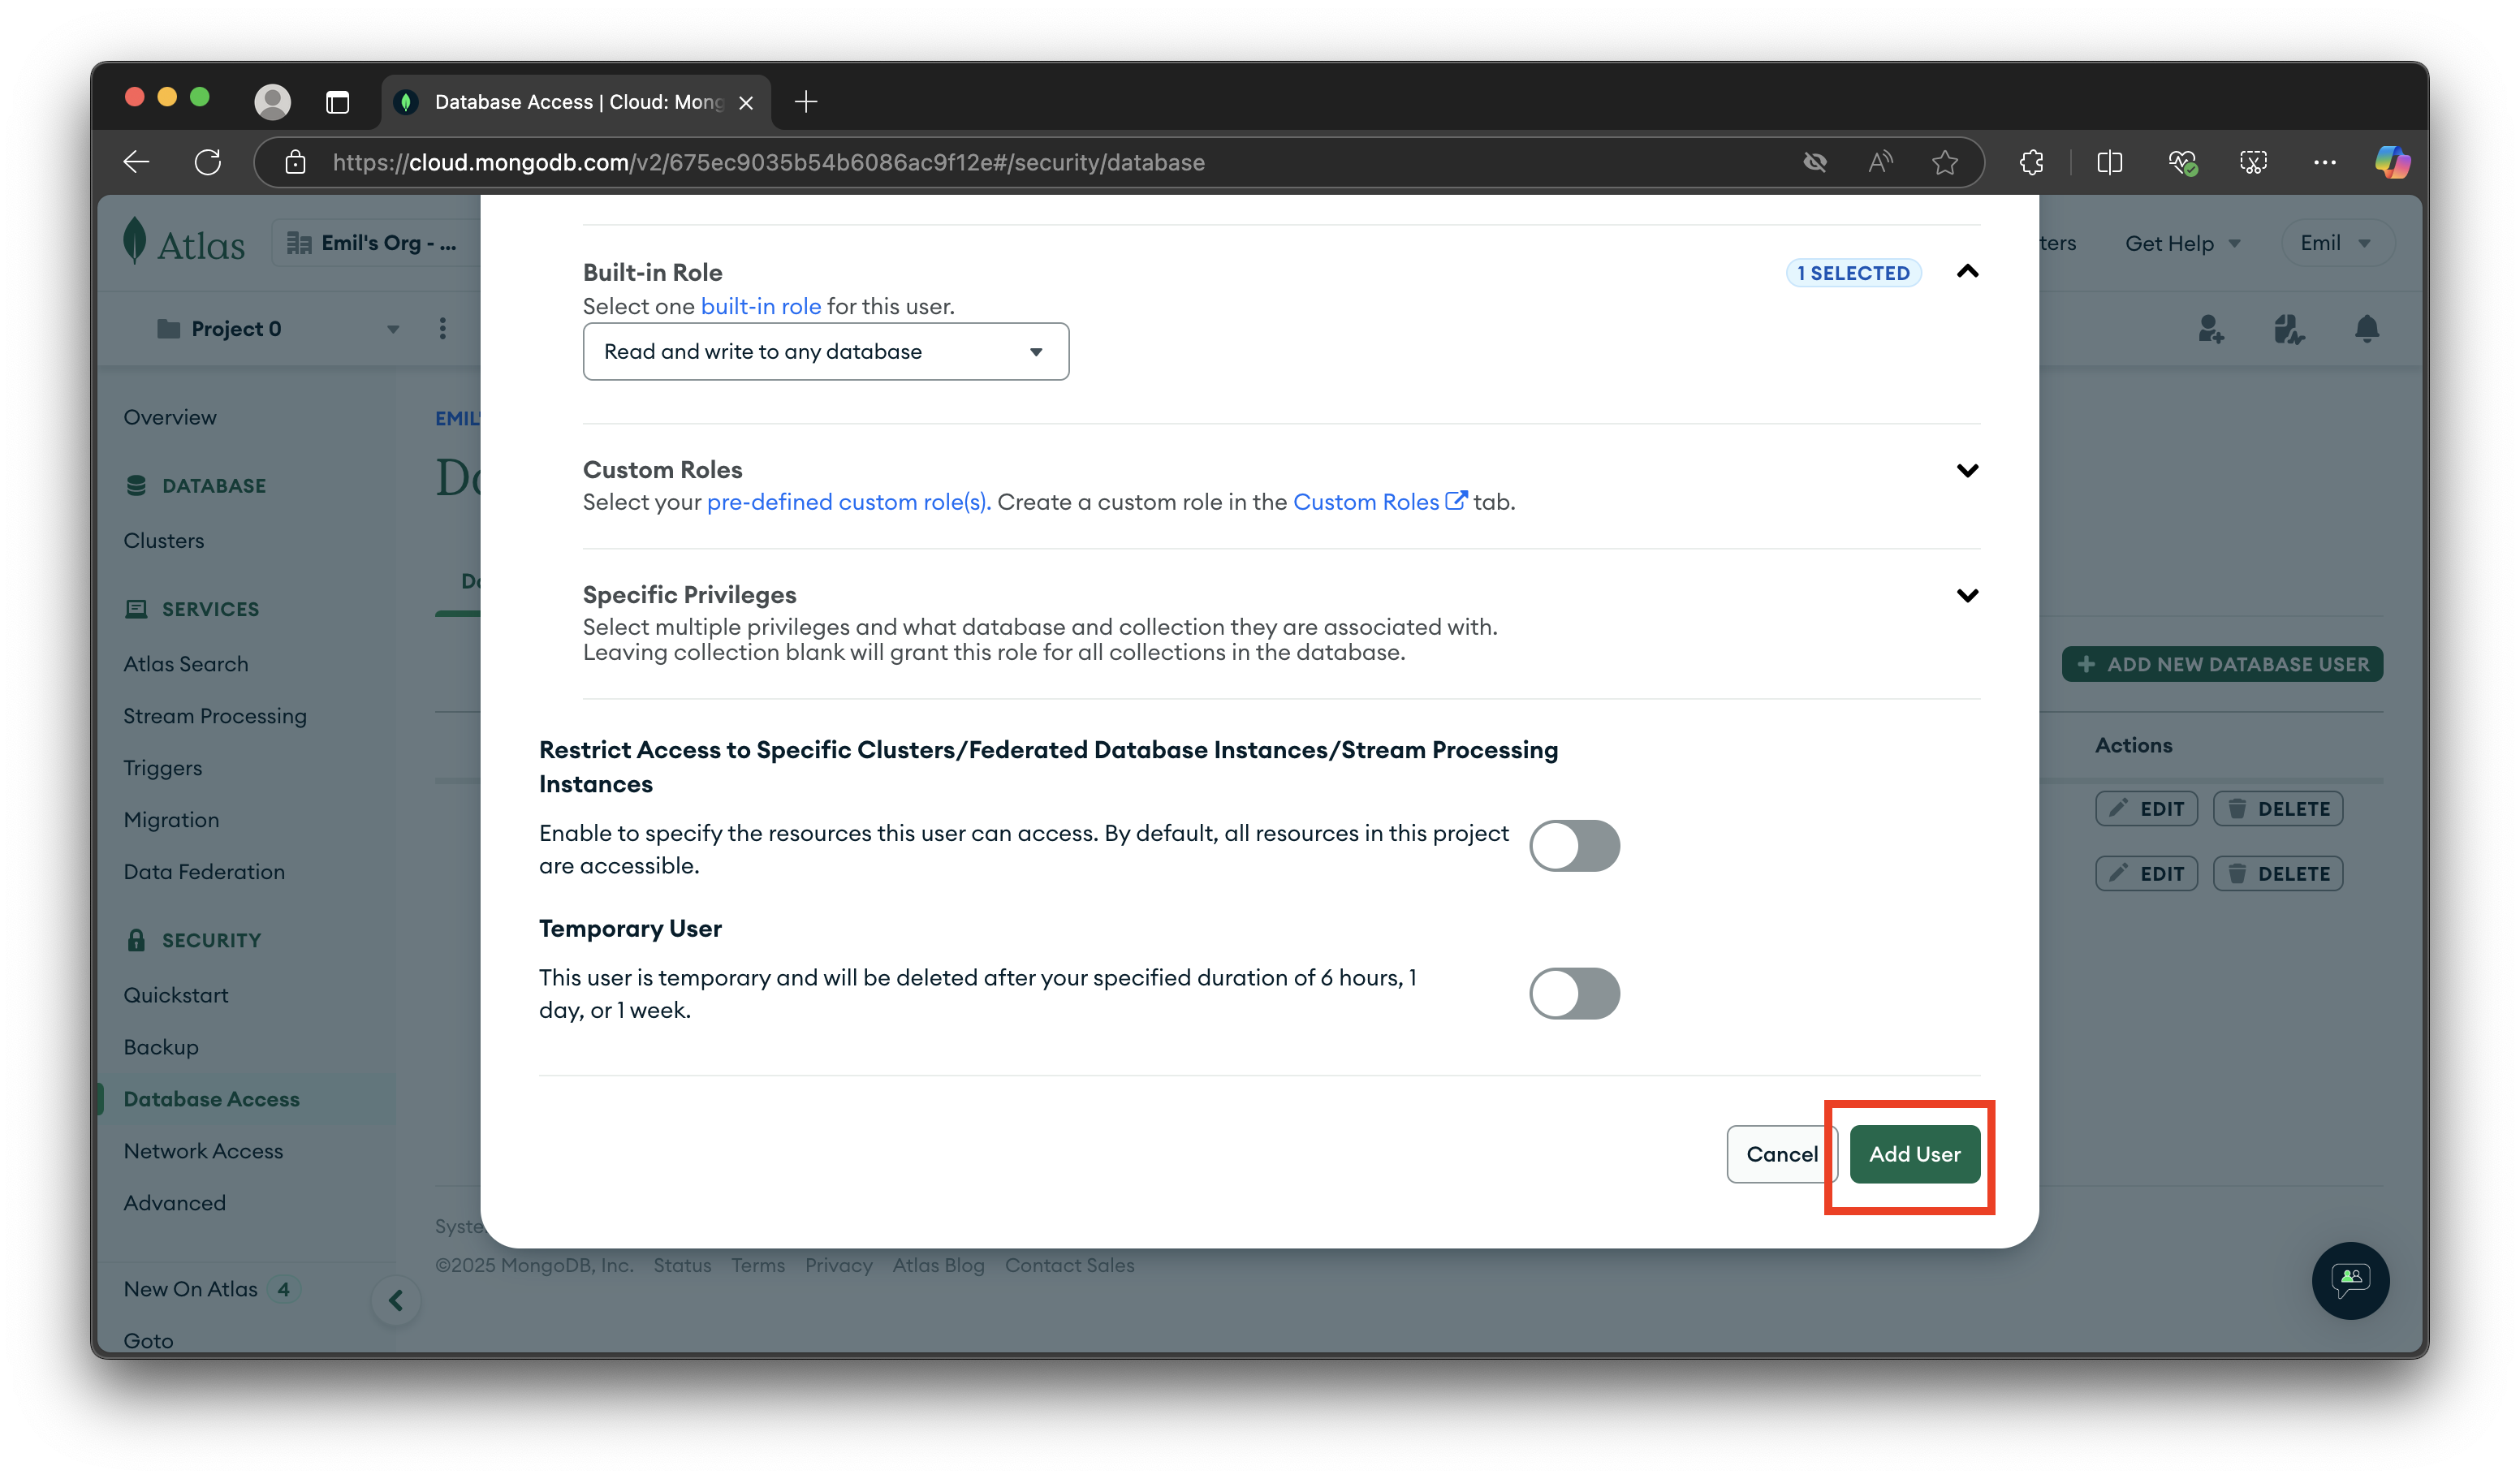 Database Access | Cloud: Mong
https://cloud.mongodb.com/v2/675ec9035b54b6086ac9f12e#/security/database
Atlas
Emil's Org - ...
ters
Get Help
Emil
Project 0
Overview
DATABASE
Clusters
SERVICES
Atlas Search
Stream Processing
Triggers
Migration
Data Federation
SECURITY
Quickstart
Backup
Database Access
Network Access
Advanced
New On Atlas 4
Goto
EMIL'
Da
Da
Built-in Role
1 SELECTED
Select one built-in role for this user.
Read and write to any database
Custom Roles
Select your pre-defined custom role(s). Create a custom role in the Custom Roles tab.
Specific Privileges
Select multiple privileges and what database and collection they are associated with.
Leaving collection blank will grant this role for all collections in the database.
Restrict Access to Specific Clusters/Federated Database Instances/Stream Processing
Instances
Enable to specify the resources this user can access. By default, all resources in this project
are accessible.
Temporary User
This user is temporary and will be deleted after your specified duration of 6 hours, 1
day, or 1 week.
Cancel
Add User
+ ADD NEW DATABASE USER
Actions
EDIT DELETE
EDIT DELETE
Syste
©2025 MongoDB, Inc. Status Terms Privacy Atlas Blog Contact Sales